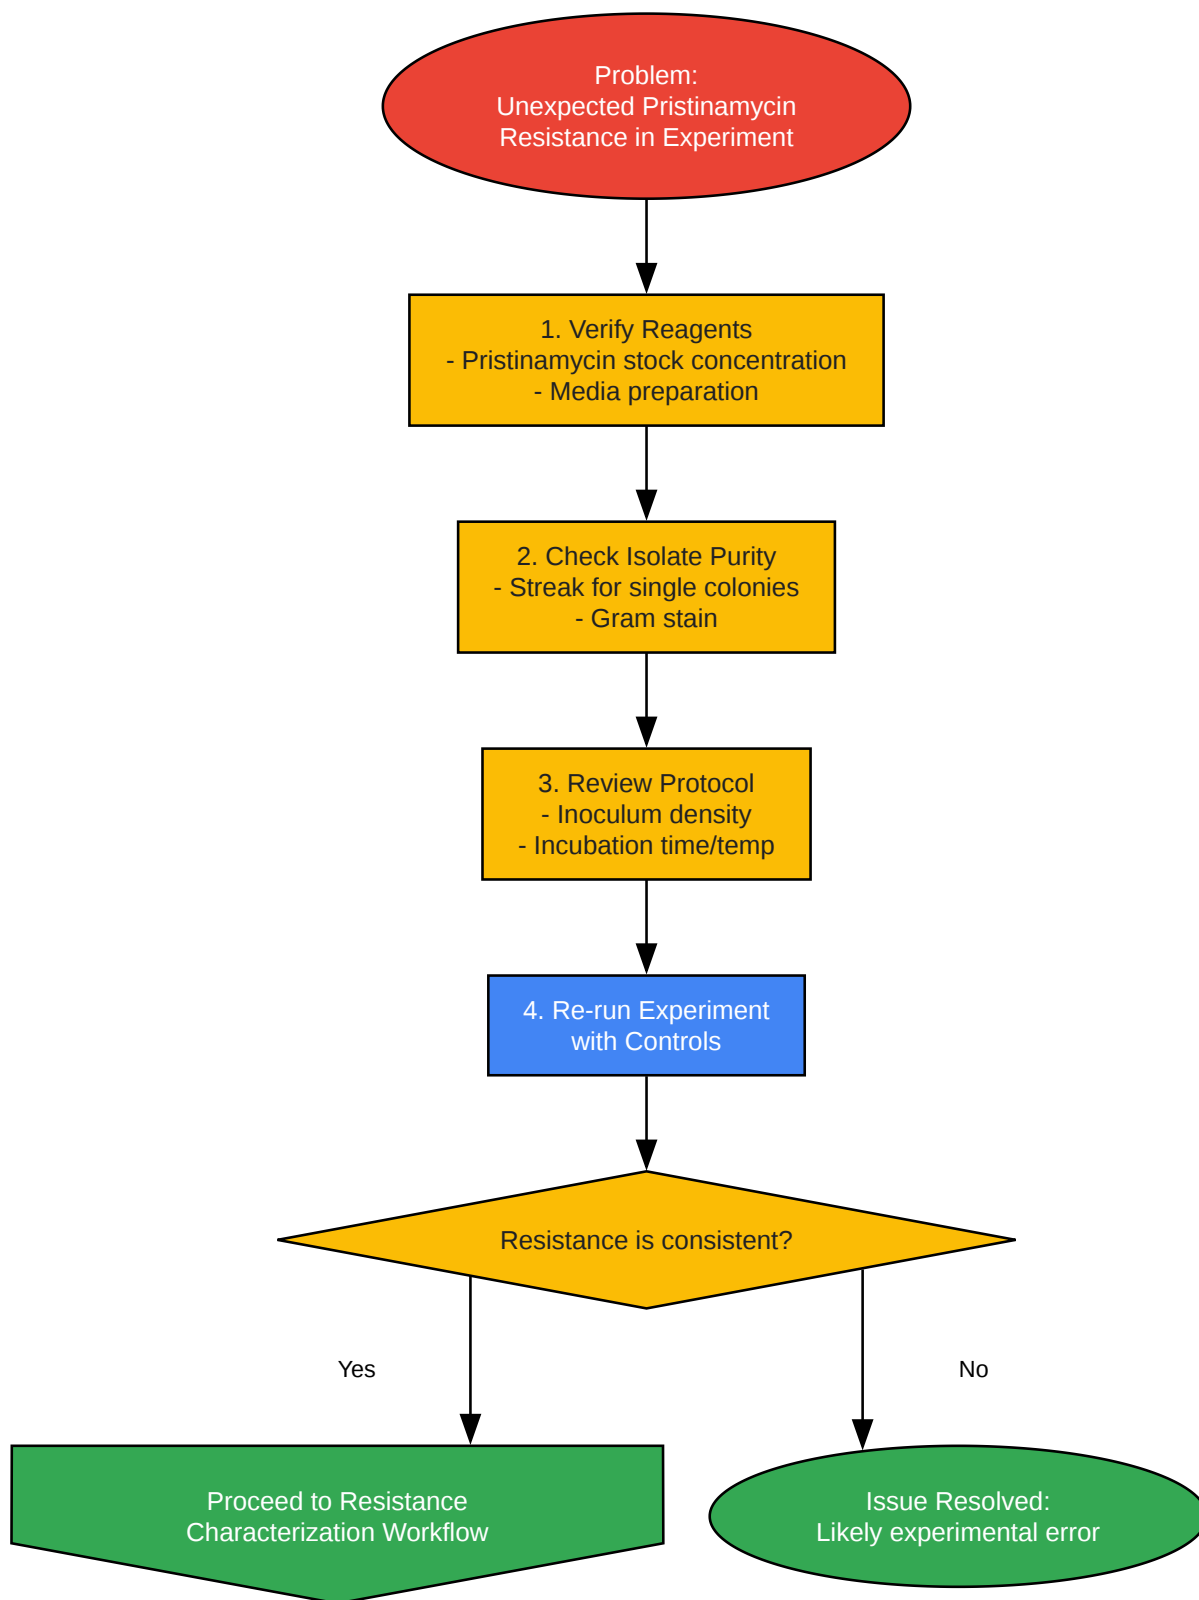 Problem:
Unexpected Pristinamycin
Resistance in Experiment
1. Verify Reagents
- Pristinamycin stock concentration
- Media preparation
2. Check Isolate Purity
- Streak for single colonies
- Gram stain
3. Review Protocol
- Inoculum density
- Incubation time/temp
4. Re-run Experiment
with Controls
Resistance is consistent?
Yes
No
Proceed to Resistance
Characterization Workflow
Issue Resolved:
Likely experimental error